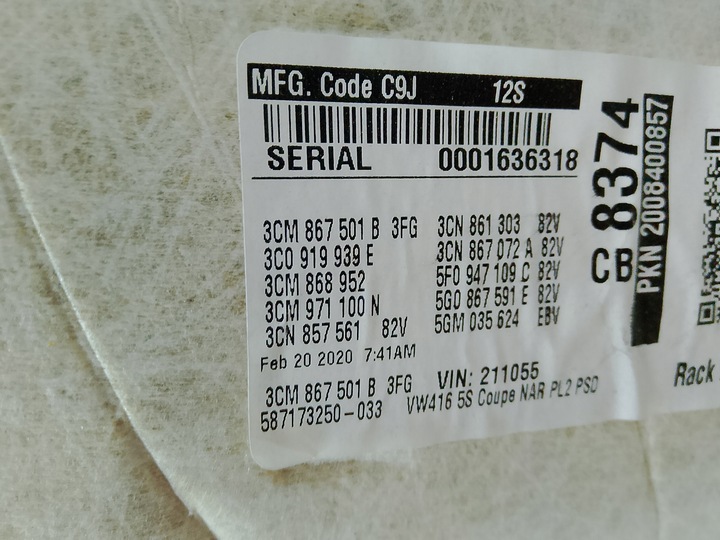 MFG. Code C9J 12S
SERIAL 0001636318
3CM 867 501 B 3FG 3CN 861 303 82V
3C0 919 939 E 3CN 867 072 A 82V
3CM 868 952 5F0 947 109 C 82V
3CM 971 100 N 5G0 867 591 E 82V
3CN 857 561 82V 5GM 035 624 EBV
Feb 20 2020 7:41AM
3CM 867 501 B 3FG VIN: 211055
587173250-033 VW416 5S Coupe NAR PL2 PSD
CB 8374
PKN 2008400857
Rack